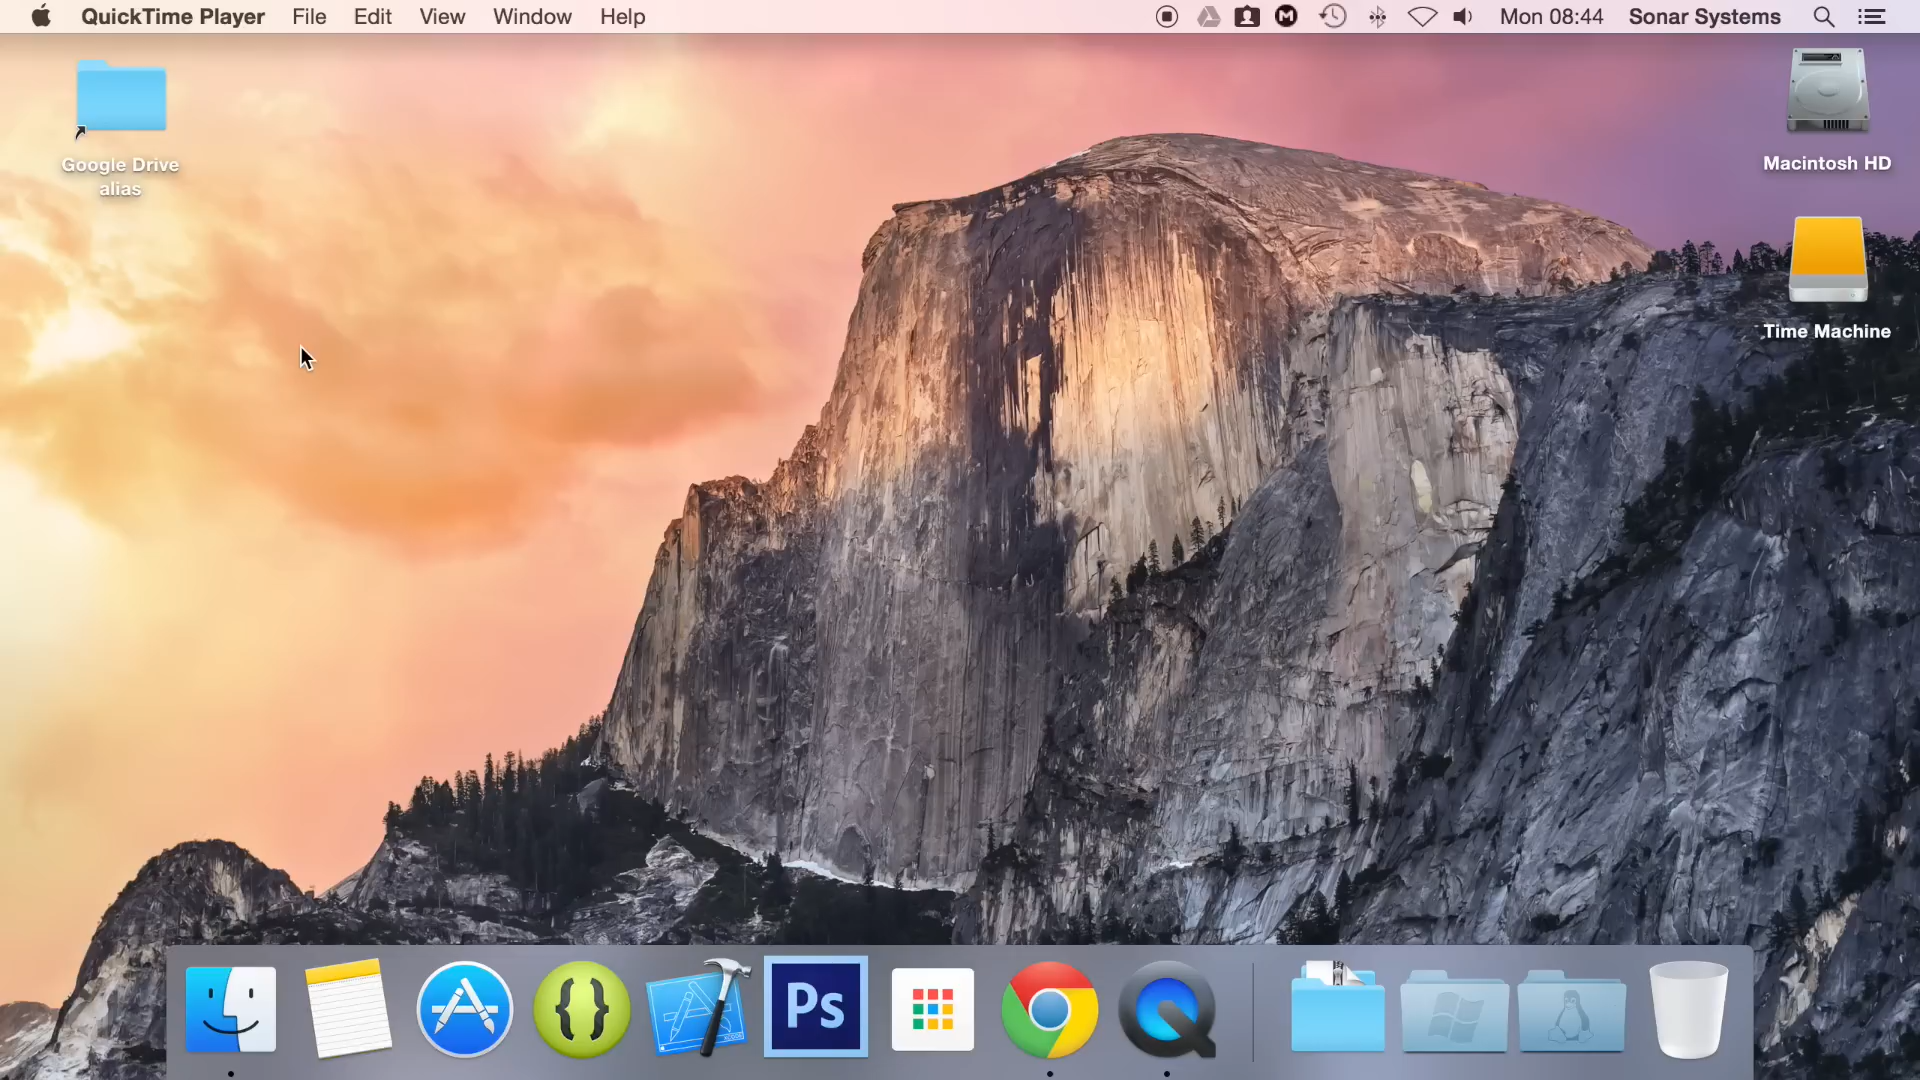 QuickTime Player File Edit View Window Help Mon 08:44 Sonar Systems
Google Drive
alias
Macintosh HD
Time Machine
Ps